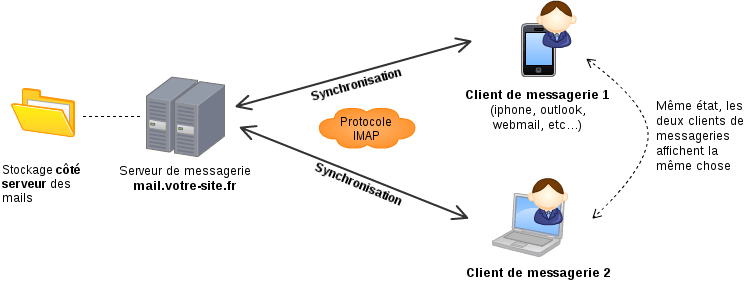 Stockage côté
serveur des
mails
Serveur de messagerie
mail.votre-site.fr
Synchronisation
Protocole
IMAP
Synchronisation
Client de messagerie 1
(iphone, outlook,
webmail, etc...)
Client de messagerie 2
Même état, les
deux clients de
messageries
affichent la
même chose